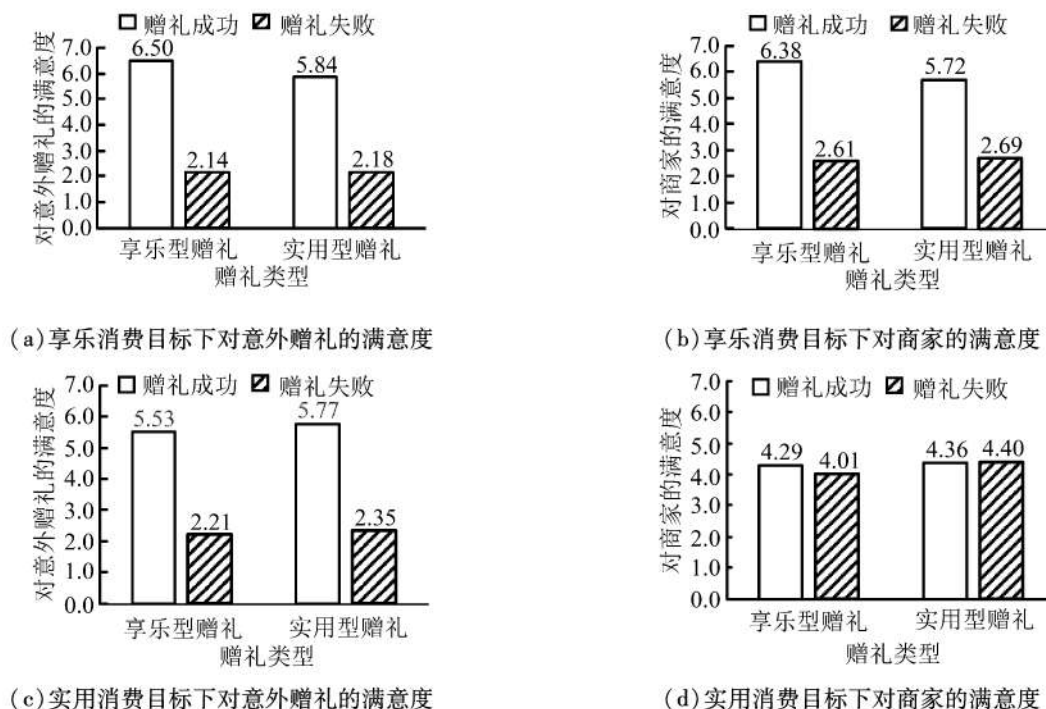 □赠礼成功 ▨赠礼失败
对意外赠礼的满意度
7.0
6.0
5.0
4.0
3.0
2.0
1.0
0.0
6.50
2.14
5.84
2.18
享乐型赠礼 实用型赠礼
赠礼类型
(a)享乐消费目标下对意外赠礼的满意度
□赠礼成功 ▨赠礼失败
对商家的满意度
7.0
6.0
5.0
4.0
3.0
2.0
1.0
0.0
6.38
2.61
5.72
2.69
享乐型赠礼 实用型赠礼
赠礼类型
(b)享乐消费目标下对商家的满意度
□赠礼成功 ▨赠礼失败
对意外赠礼的满意度
7.0
6.0
5.0
4.0
3.0
2.0
1.0
0.0
5.53
2.21
5.77
2.35
享乐型赠礼 实用型赠礼
赠礼类型
(c)实用消费目标下对意外赠礼的满意度
□赠礼成功 ▨赠礼失败
对商家的满意度
7.0
6.0
5.0
4.0
3.0
2.0
1.0
0.0
4.29
4.01
4.36
4.40
享乐型赠礼 实用型赠礼
赠礼类型
(d)实用消费目标下对商家的满意度